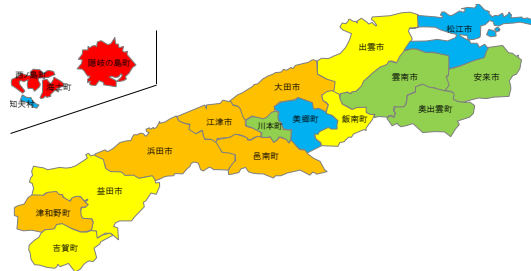 松江市
出雲市
隠岐の島町
西ノ島町
海士町
知夫村
雲南市
安来市
大田市
奥出雲町
美郷町
飯南町
江津市
川本町
浜田市
邑南町
益田市
津和野町
吉賀町